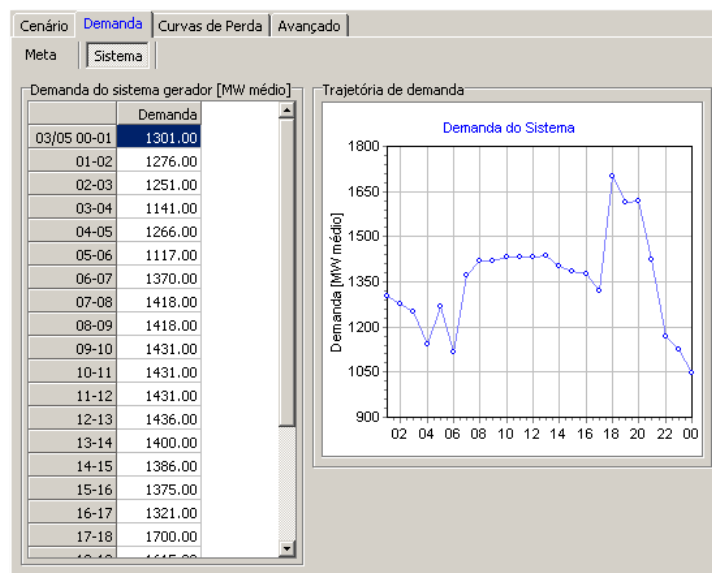 Cenário Demanda Curvas de Perda Avançado
Meta Sistema
Demanda do sistema gerador [MW médio]
Demanda
03/05 00-01 1301.00
01-02 1276.00
02-03 1251.00
03-04 1141.00
04-05 1266.00
05-06 1117.00
06-07 1370.00
07-08 1418.00
08-09 1418.00
09-10 1431.00
10-11 1431.00
11-12 1431.00
12-13 1436.00
13-14 1400.00
14-15 1386.00
15-16 1375.00
16-17 1321.00
17-18 1700.00
Trajetória de demanda
Demanda do Sistema
Demanda [MW médio]
1800
1650
1500
1350
1200
1050
900
02 04 06 08 10 12 14 16 18 20 22 00